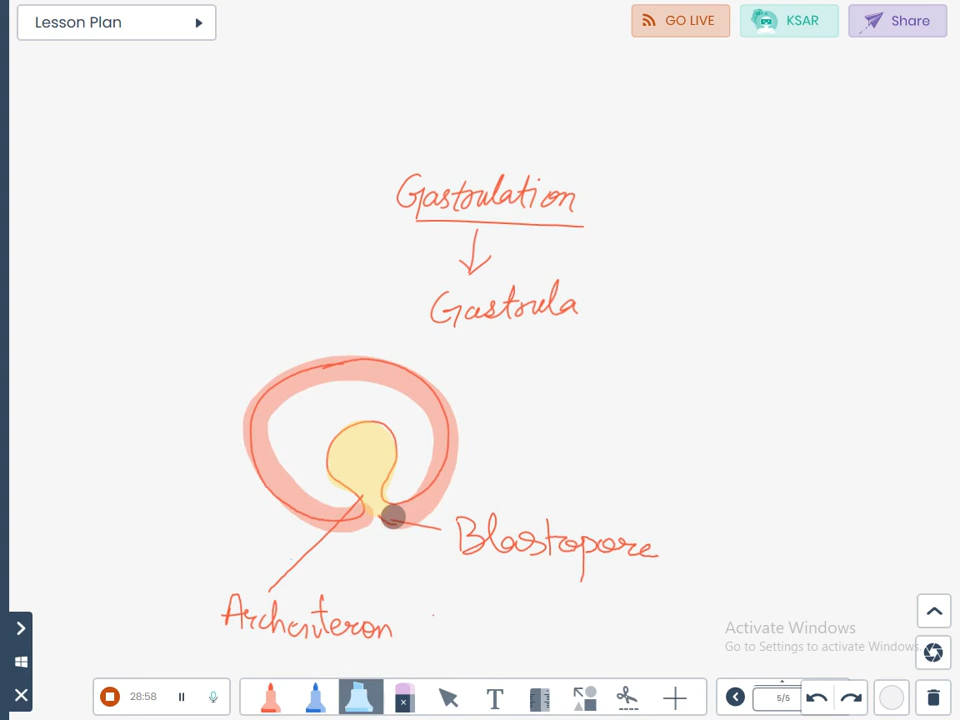 Lesson Plan
GO LIVE
KSAR
Share
Gastrulation
Gastrula
Blastopore
Archenteron
Activate Windows
Go to Settings to activate Windows.
28:58
T
5/5